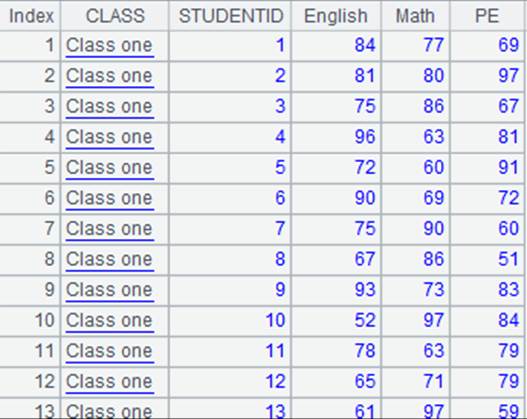 Index CLASS STUDENTID English Math PE
1 Class one 1 84 77 69
2 Class one 2 81 80 97
3 Class one 3 75 86 67
4 Class one 4 96 63 81
5 Class one 5 72 60 91
6 Class one 6 90 69 72
7 Class one 7 75 90 60
8 Class one 8 67 86 51
9 Class one 9 93 73 83
10 Class one 10 52 97 84
11 Class one 11 78 63 79
12 Class one 12 65 71 79
13 Class one 13 61 97 59